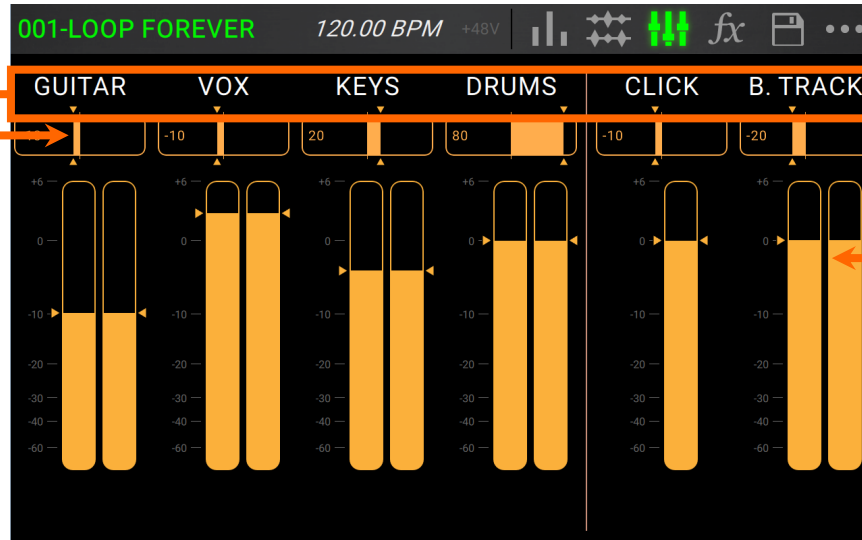 001-LOOP FOREVER 120.00 BPM +48V fx
GUITAR VOX KEYS DRUMS CLICK B. TRACK
-10 20 80 -10 -20
+6 +6 +6 +6 +6 +6
0 0 0 0 0 0
-10 -10 -10 -10 -10 -10
-20 -20 -20 -20 -20 -20
-30 -30 -30 -30 -30 -30
-40 -40 -40 -40 -40 -40
-60 -60 -60 -60 -60 -60